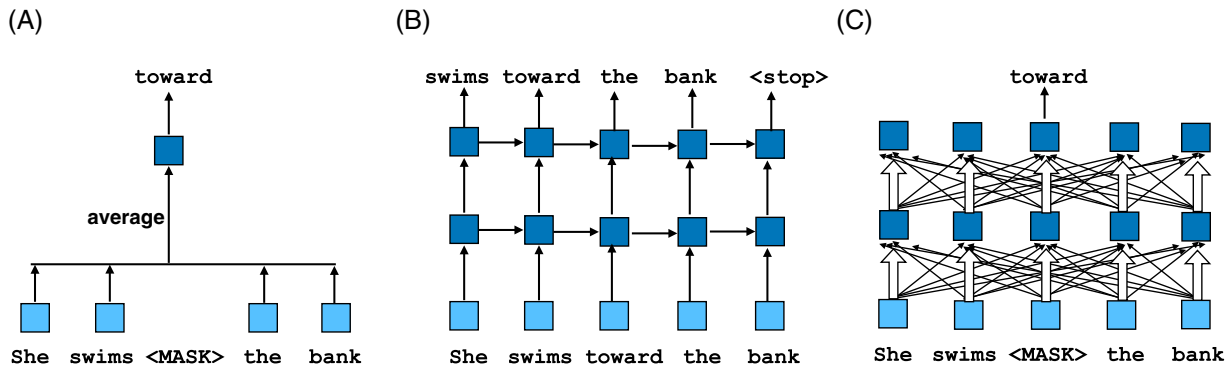 (A)
toward
average
She swims <MASK> the bank
(B)
swims toward the bank <stop>
She swims toward the bank
(C)
toward
She swims <MASK> the bank